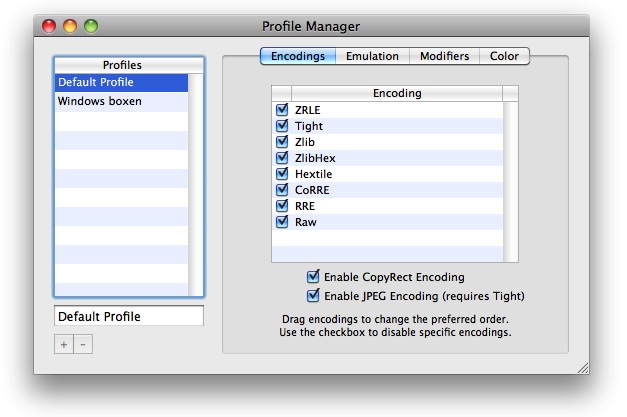 Profile Manager
Profiles
Default Profile
Windows boxen
Default Profile
+ -
Encodings Emulation Modifiers Color
Encoding
ZRLE
Tight
Zlib
ZlibHex
Hextile
CoRRE
RRE
Raw
Enable CopyRect Encoding
Enable JPEG Encoding (requires Tight)
Drag encodings to change the preferred order.
Use the checkbox to disable specific encodings.